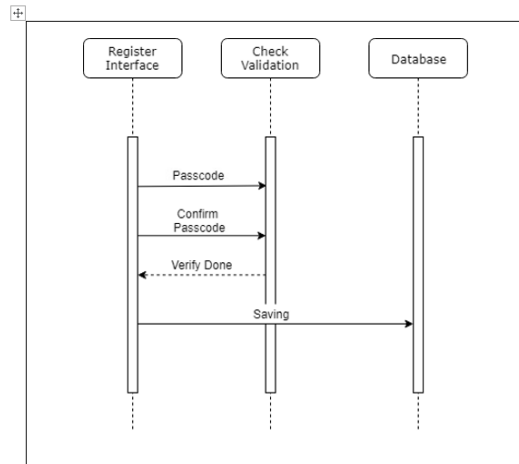 Register
Interface
Check
Validation
Database
Passcode
Confirm
Passcode
Verify Done
Saving